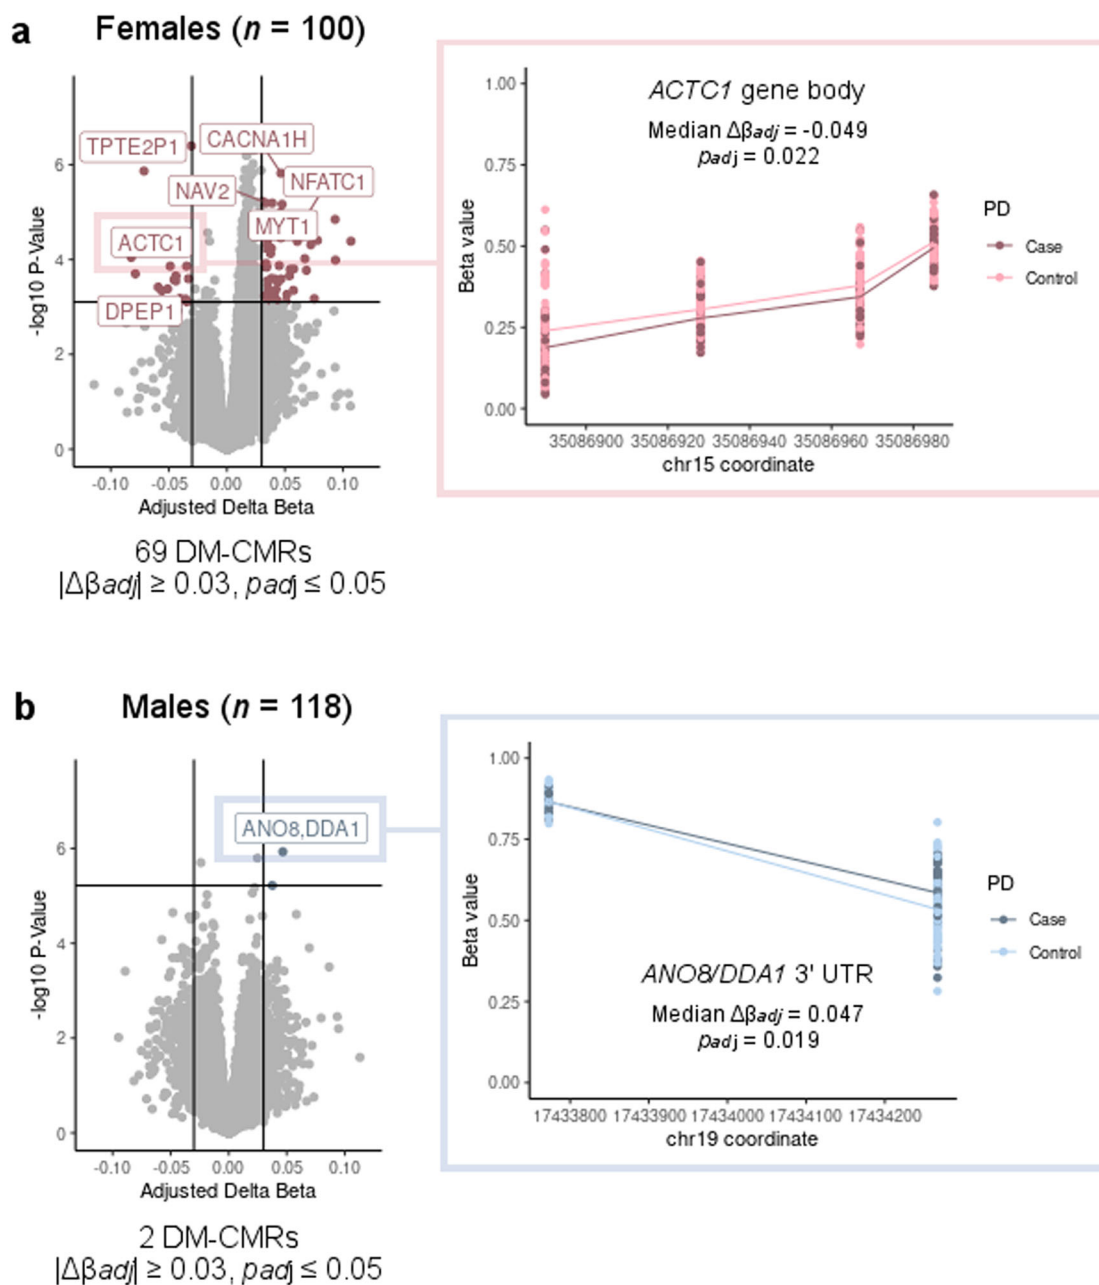 a
Females (n = 100)
TPTE2P1
CACNA1H
NAV2
NFATC1
MYT1
ACTC1
DPEP1
-log10 P-Value
6
4
2
0
-0.10 -0.05 0.00 0.05 0.10
Adjusted Delta Beta
69 DM-CMRs
|Δβadj| ≥ 0.03, padj ≤ 0.05
ACTC1 gene body
Median Δβadj = -0.049
padj = 0.022
Beta value
1.00
0.75
0.50
0.25
0.00
35086900 35086920 35086940 35086960 35086980
chr15 coordinate
PD
Case
Control
b
Males (n = 118)
ANO8,DDA1
-log10 P-Value
6
4
2
0
-0.10 -0.05 0.00 0.05 0.10
Adjusted Delta Beta
2 DM-CMRs
|Δβadj| ≥ 0.03, padj ≤ 0.05
Beta value
1.00
0.75
0.50
0.25
0.00
ANO8/DDA1 3' UTR
Median Δβadj = 0.047
padj = 0.019
17433800 17433900 17434000 17434100 17434200
chr19 coordinate
PD
Case
Control